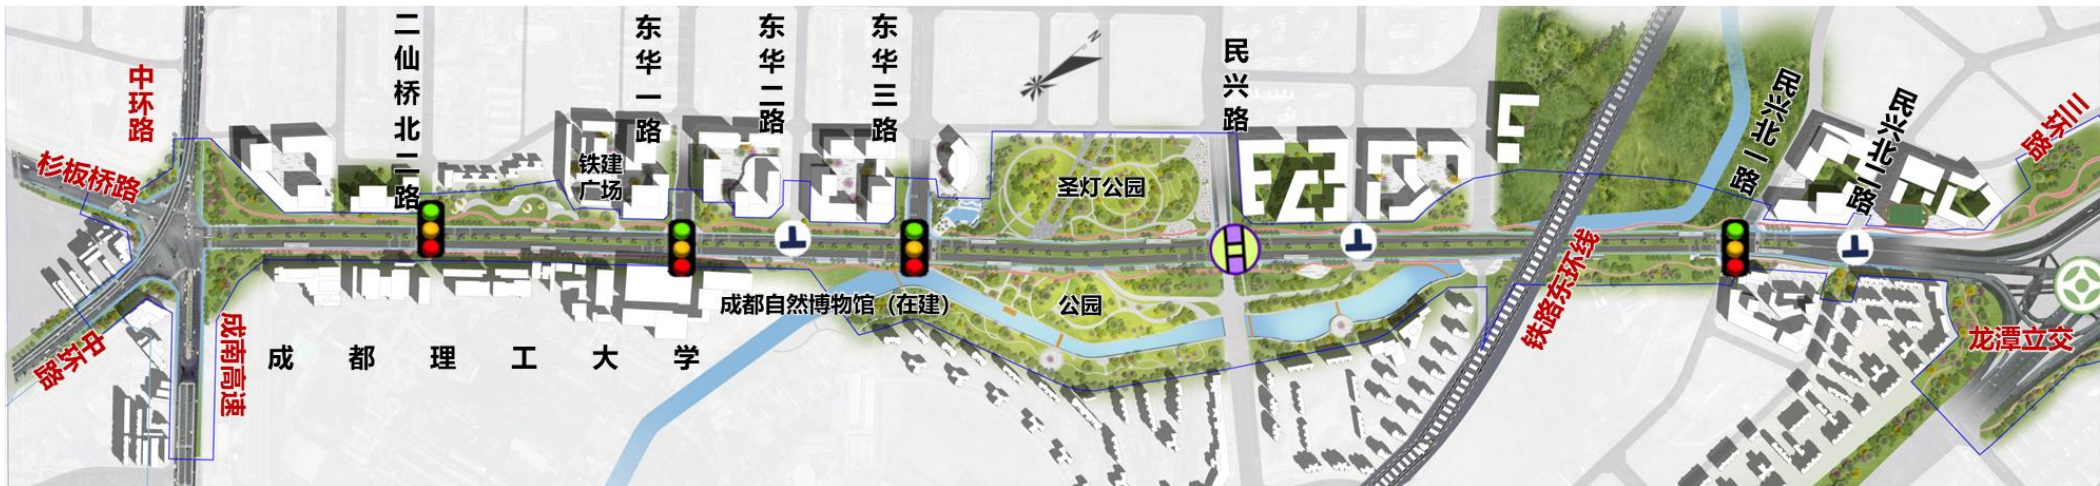 中环路
杉板桥路
中环路
成南高速
二仙桥北二路
铁建
广场
东华一路
东华二路
东华三路
N
圣灯公园
民兴路
成都理工大学
成都自然博物馆（在建）
公园
铁路东环线
民兴北一路
民兴北二路
三环路
龙潭立交